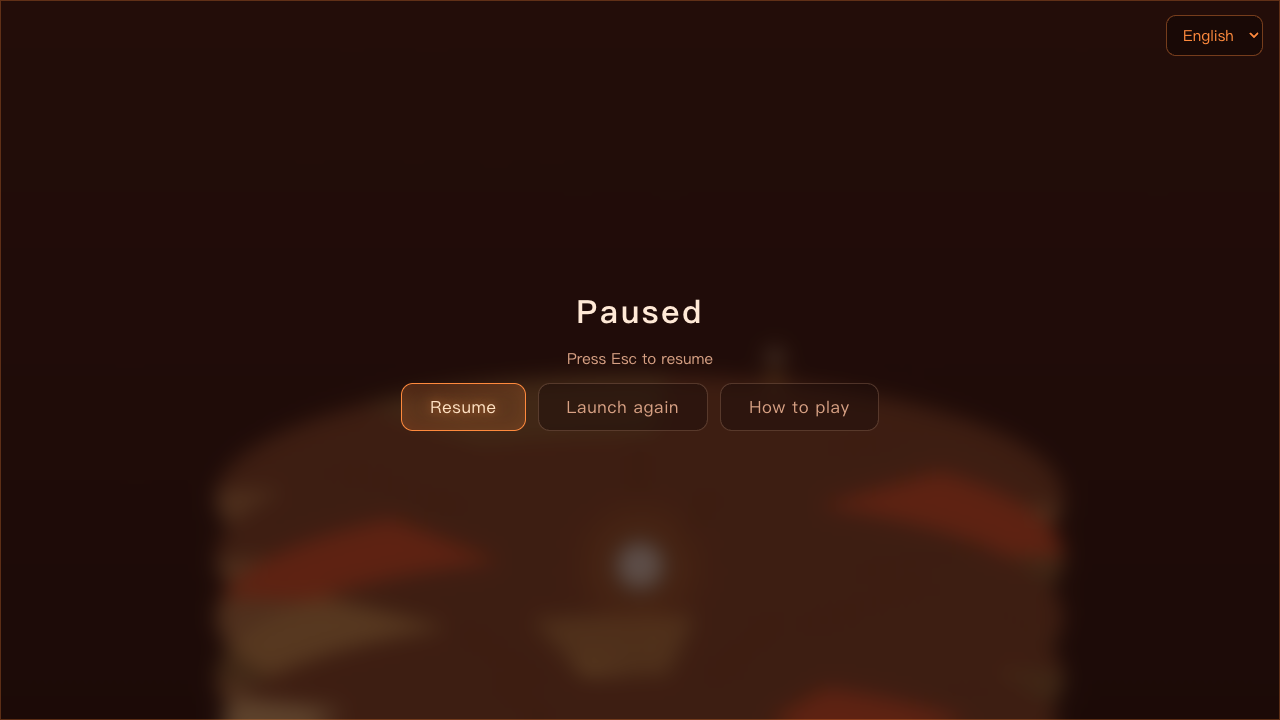 English
Paused
Press Esc to resume
Resume
Launch again
How to play